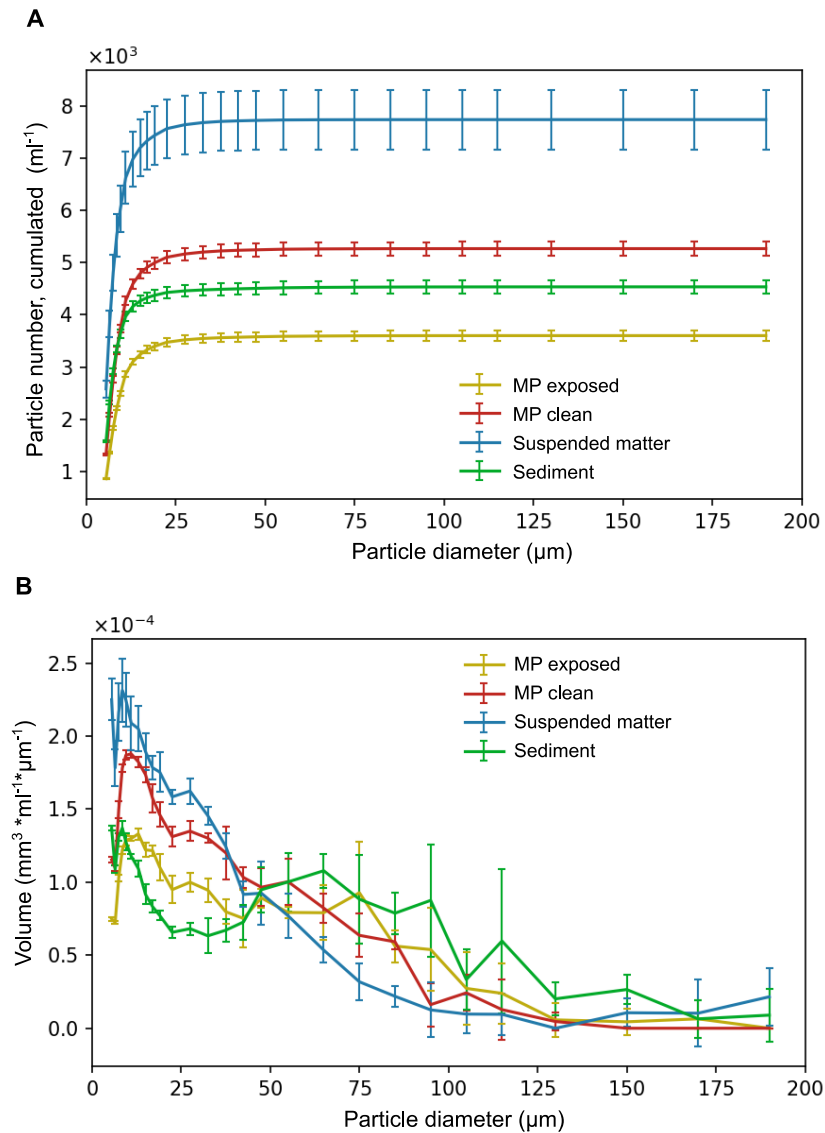 A
×10³
8
7
6
5
4
3
2
1
Particle number, cumulated (ml⁻¹)
MP exposed
MP clean
Suspended matter
Sediment
0 25 50 75 100 125 150 175 200
Particle diameter (µm)
B
×10⁻⁴
2.5
2.0
1.5
1.0
0.5
0.0
Volume (mm³ *ml⁻¹*µm⁻¹)
MP exposed
MP clean
Suspended matter
Sediment
0 25 50 75 100 125 150 175 200
Particle diameter (µm)